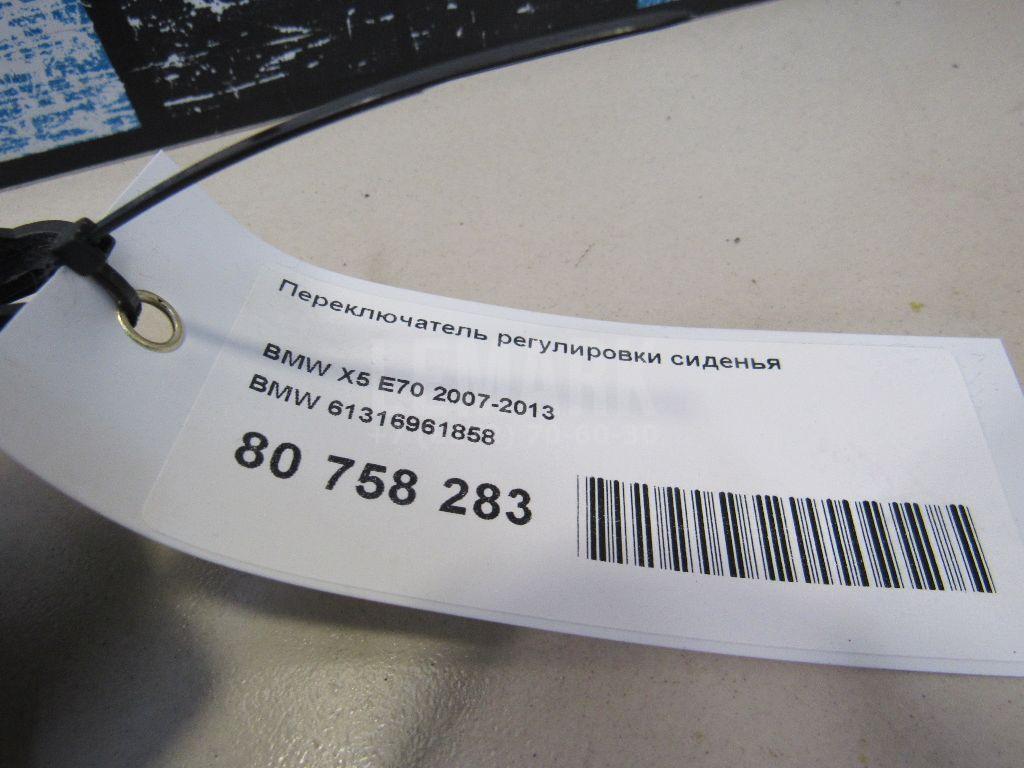 Переключатель регулировки сиденья
BMW X5 E70 2007-2013
BMW 61316961858
80 758 283